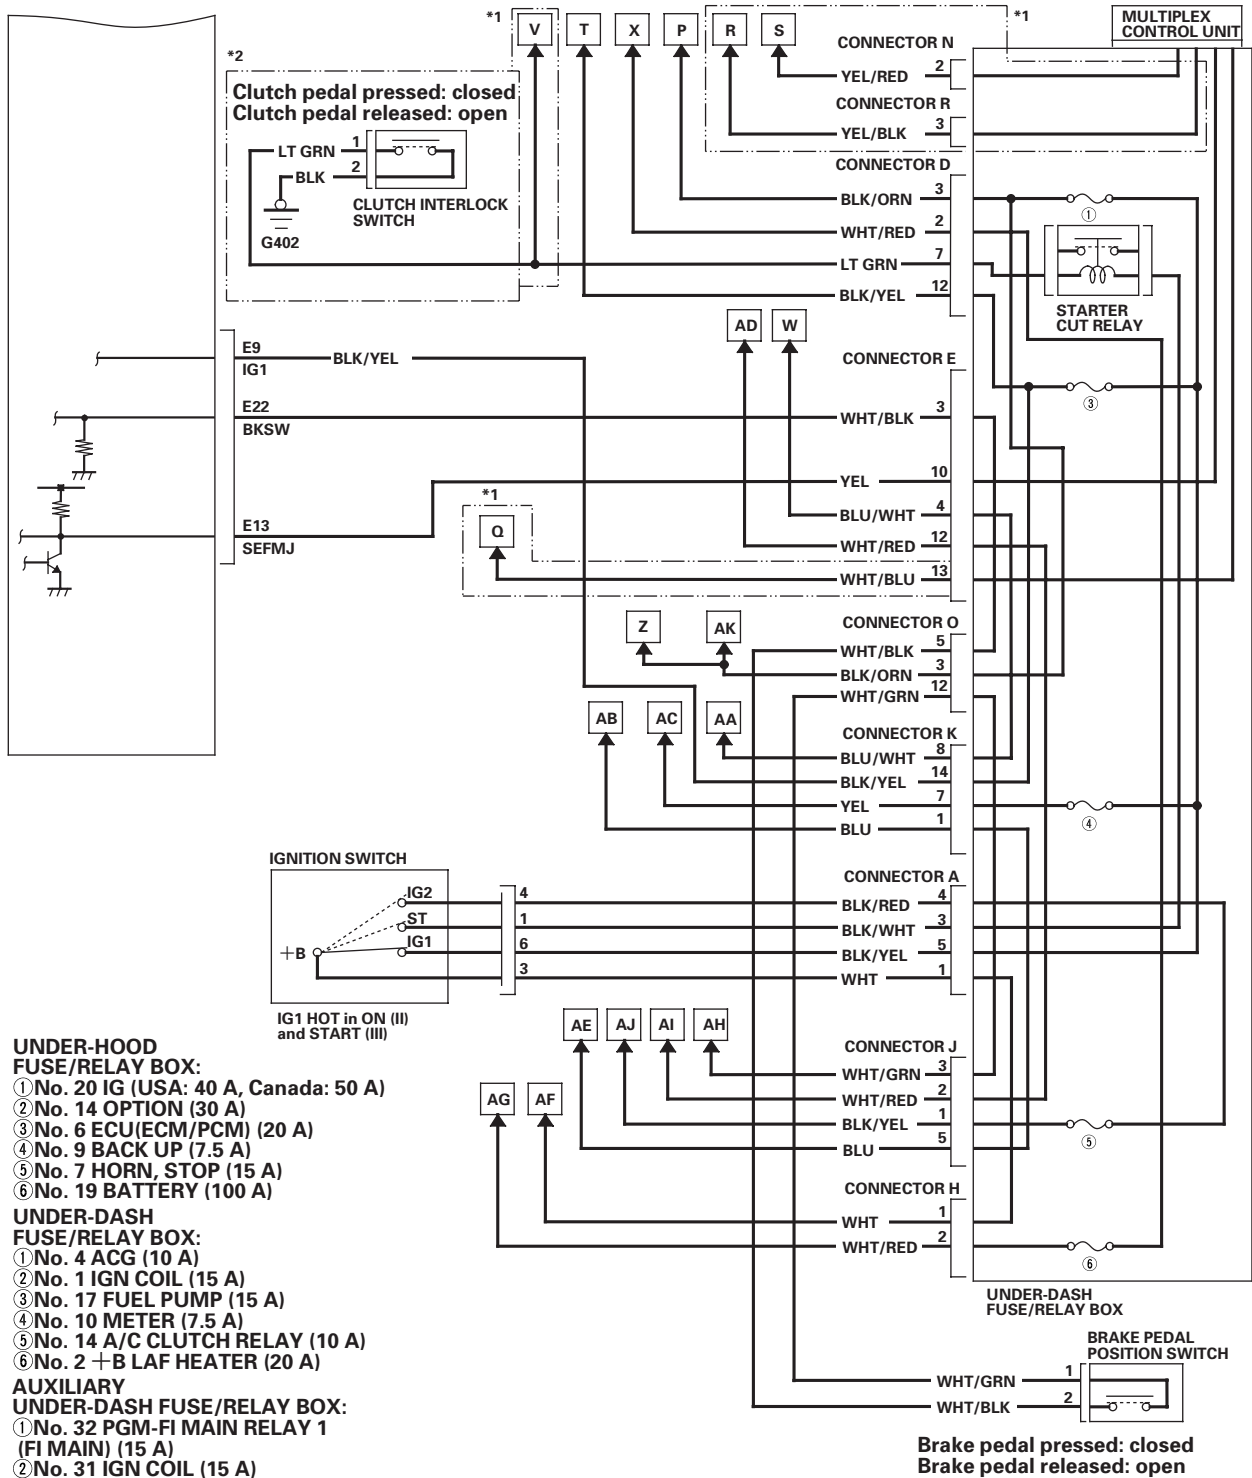 *1
V
T
X
P
R
S
*1
MULTIPLEX
CONTROL UNIT
CONNECTOR N
YEL/RED
2
CONNECTOR R
YEL/BLK
3
*2
Clutch pedal pressed: closed
Clutch pedal released: open
LT GRN
1
BLK
2
CLUTCH INTERLOCK
SWITCH
G402
CONNECTOR D
BLK/ORN
3
WHT/RED
2
LT GRN
7
BLK/YEL
12
①
STARTER
CUT RELAY
③
AD
W
E9
IG1
BLK/YEL
E22
BKSW
E13
SEFMJ
CONNECTOR E
WHT/BLK
3
YEL
10
BLU/WHT
4
WHT/RED
12
WHT/BLU
13
*1
Q
Z
AK
CONNECTOR O
WHT/BLK
5
BLK/ORN
3
WHT/GRN
12
AB
AC
AA
CONNECTOR K
BLU/WHT
8
BLK/YEL
14
YEL
7
BLU
1
④
IGNITION SWITCH
IG2
ST
IG1
+B
4
1
6
3
IG1 HOT in ON (II)
and START (III)
CONNECTOR A
BLK/RED
4
BLK/WHT
3
BLK/YEL
5
WHT
1
AE
AJ
AI
AH
CONNECTOR J
WHT/GRN
3
WHT/RED
2
BLK/YEL
1
BLU
5
⑤
AG
AF
CONNECTOR H
WHT
1
WHT/RED
2
⑥
UNDER-DASH
FUSE/RELAY BOX
BRAKE PEDAL
POSITION SWITCH
WHT/GRN
1
WHT/BLK
2
Brake pedal pressed: closed
Brake pedal released: open
UNDER-HOOD
FUSE/RELAY BOX:
①No. 20 IG (USA: 40 A, Canada: 50 A)
②No. 14 OPTION (30 A)
③No. 6 ECU(ECM/PCM) (20 A)
④No. 9 BACK UP (7.5 A)
⑤No. 7 HORN, STOP (15 A)
⑥No. 19 BATTERY (100 A)
UNDER-DASH
FUSE/RELAY BOX:
①No. 4 ACG (10 A)
②No. 1 IGN COIL (15 A)
③No. 17 FUEL PUMP (15 A)
④No. 10 METER (7.5 A)
⑤No. 14 A/C CLUTCH RELAY (10 A)
⑥No. 2 +B LAF HEATER (20 A)
AUXILIARY
UNDER-DASH FUSE/RELAY BOX:
①No. 32 PGM-FI MAIN RELAY 1
(FI MAIN) (15 A)
②No. 31 IGN COIL (15 A)